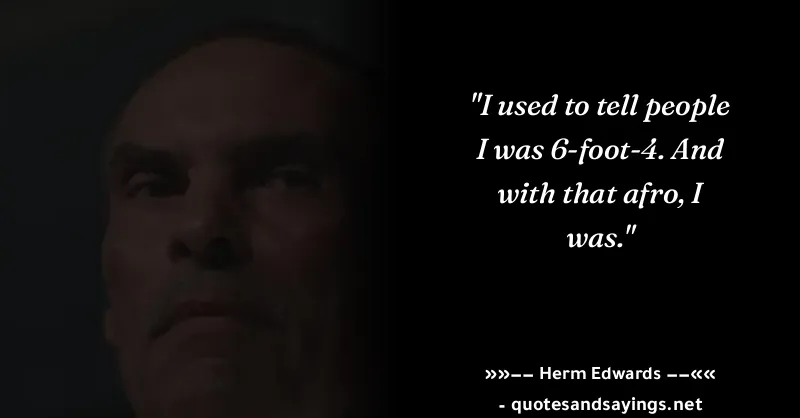 "I used to tell people
I was 6-foot-4. And
with that afro, I
was."
»»–– Herm Edwards ––««
- quotesandsayings.net